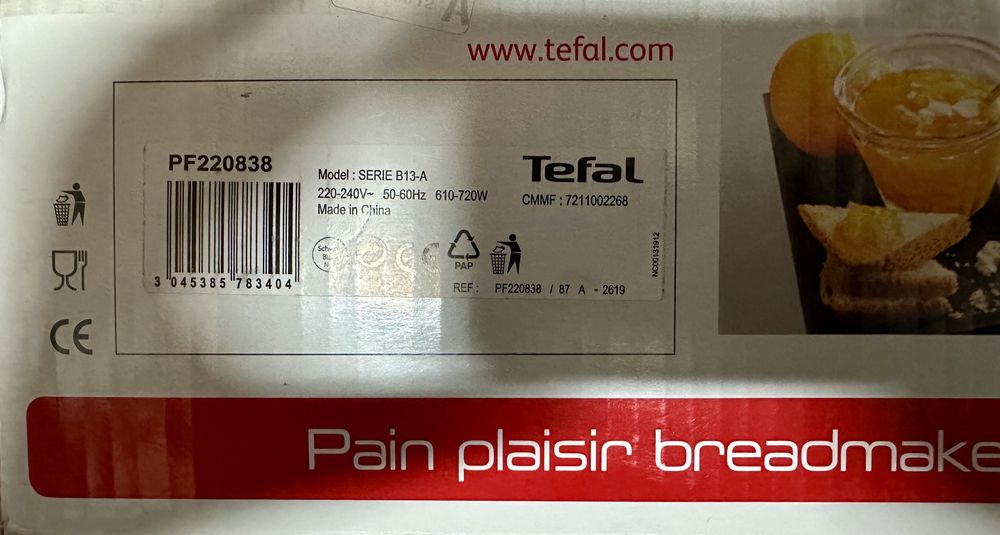 www.tefal.com
PF220838
3 045385 783404
Model : SERIE B13-A
220-240V~ 50-60Hz 610-720W
Made in China
Tefal
CMMF : 7211002268
PAP
NC00131912
REF : PF220838 / 87 A - 2619
CE
Pain plaisir breadmake